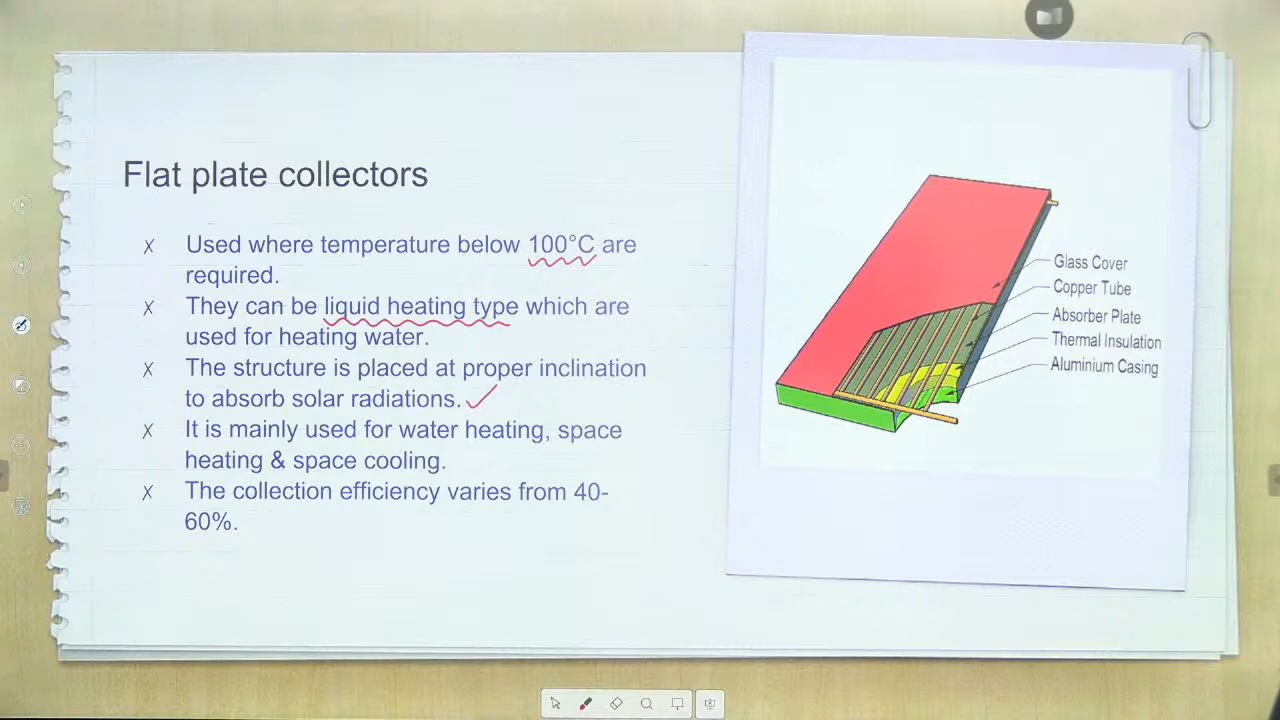 Flat plate collectors
x Used where temperature below 100°C are
required.
x They can be liquid heating type which are
used for heating water.
x The structure is placed at proper inclination
to absorb solar radiations.
x It is mainly used for water heating, space
heating & space cooling.
x The collection efficiency varies from 40-
60%.
Glass Cover
Copper Tube
Absorber Plate
Thermal Insulation
Aluminium Casing